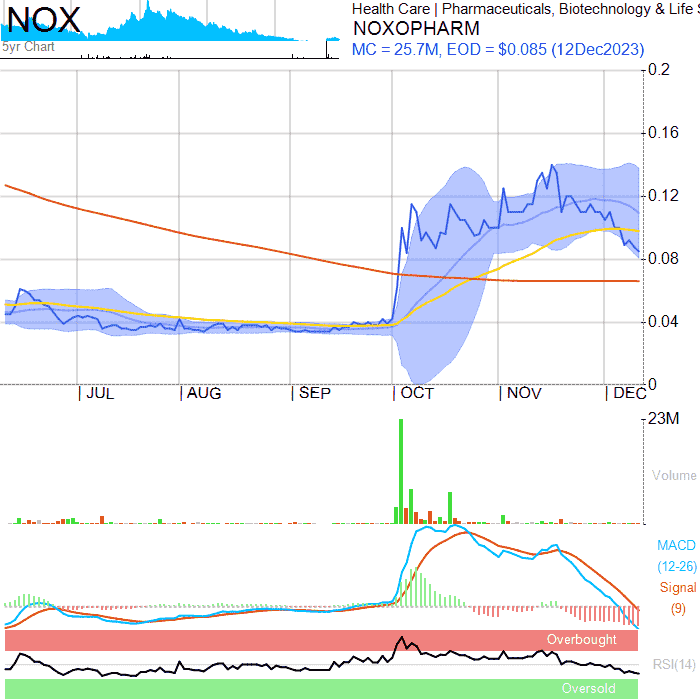 NOX
5yr Chart
Health Care | Pharmaceuticals, Biotechnology & Life S
NOXOPHARM
MC = 25.7M, EOD = $0.085 (12Dec2023)
0.2
0.16
0.12
0.08
0.04
0
| JUL | AUG | SEP | OCT | NOV | DEC
23M
Volume
MACD
(12-26)
Signal
(9)
Overbought
RSI(14)
Oversold